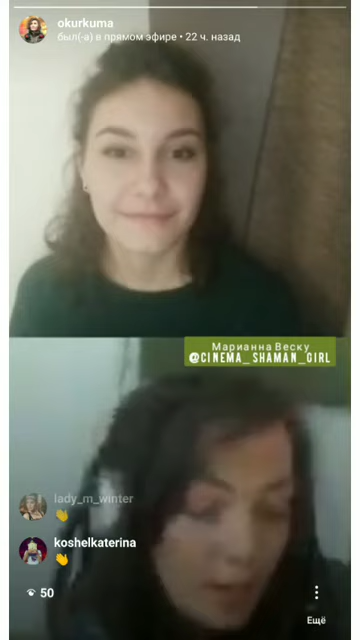 okurkuma
был(-а) в прямом эфире • 22 ч. назад
Марианна Веску
@CINEMA_SHAMAN_GIRL
lady_m_winter
koshelkaterina
50
Ещё